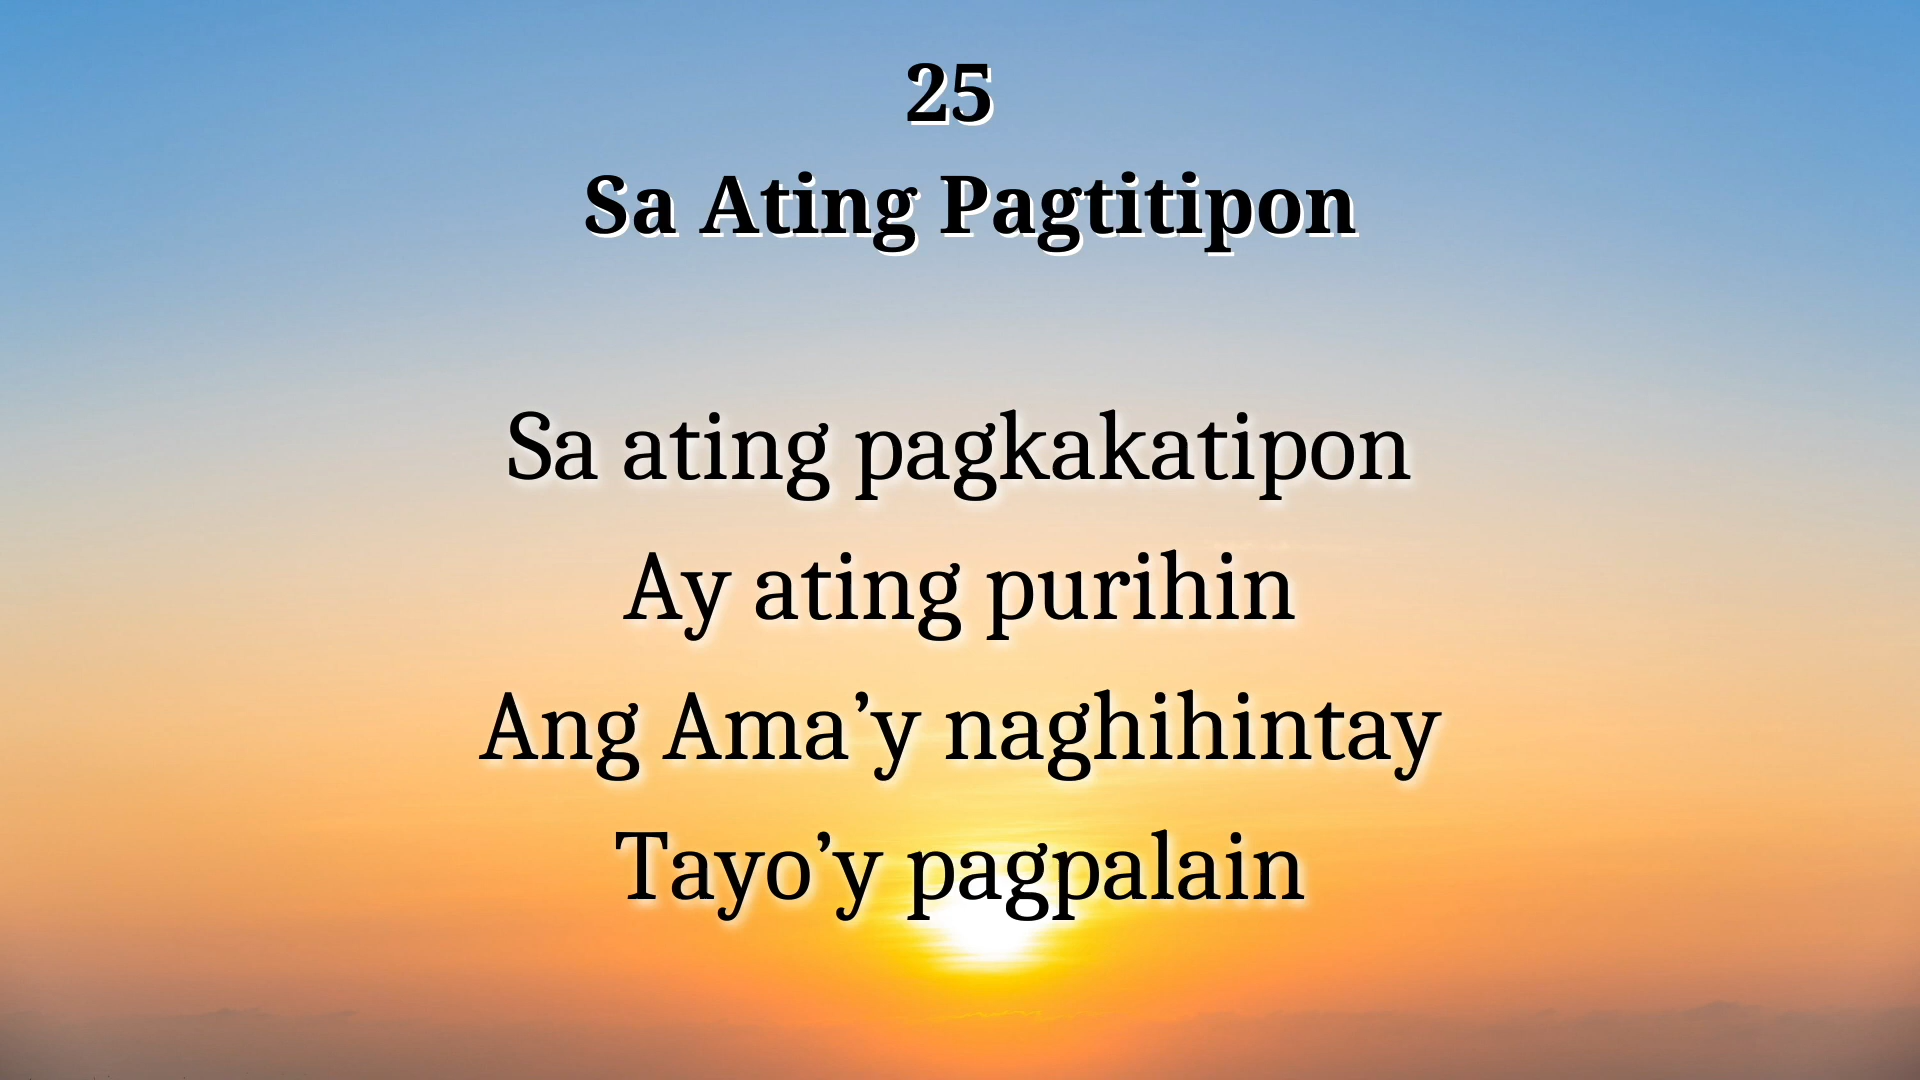 25
Sa Ating Pagtitipon
Sa ating pagkakatipon
Ay ating purihin
Ang Ama’y naghihintay
Tayo’y pagpalain